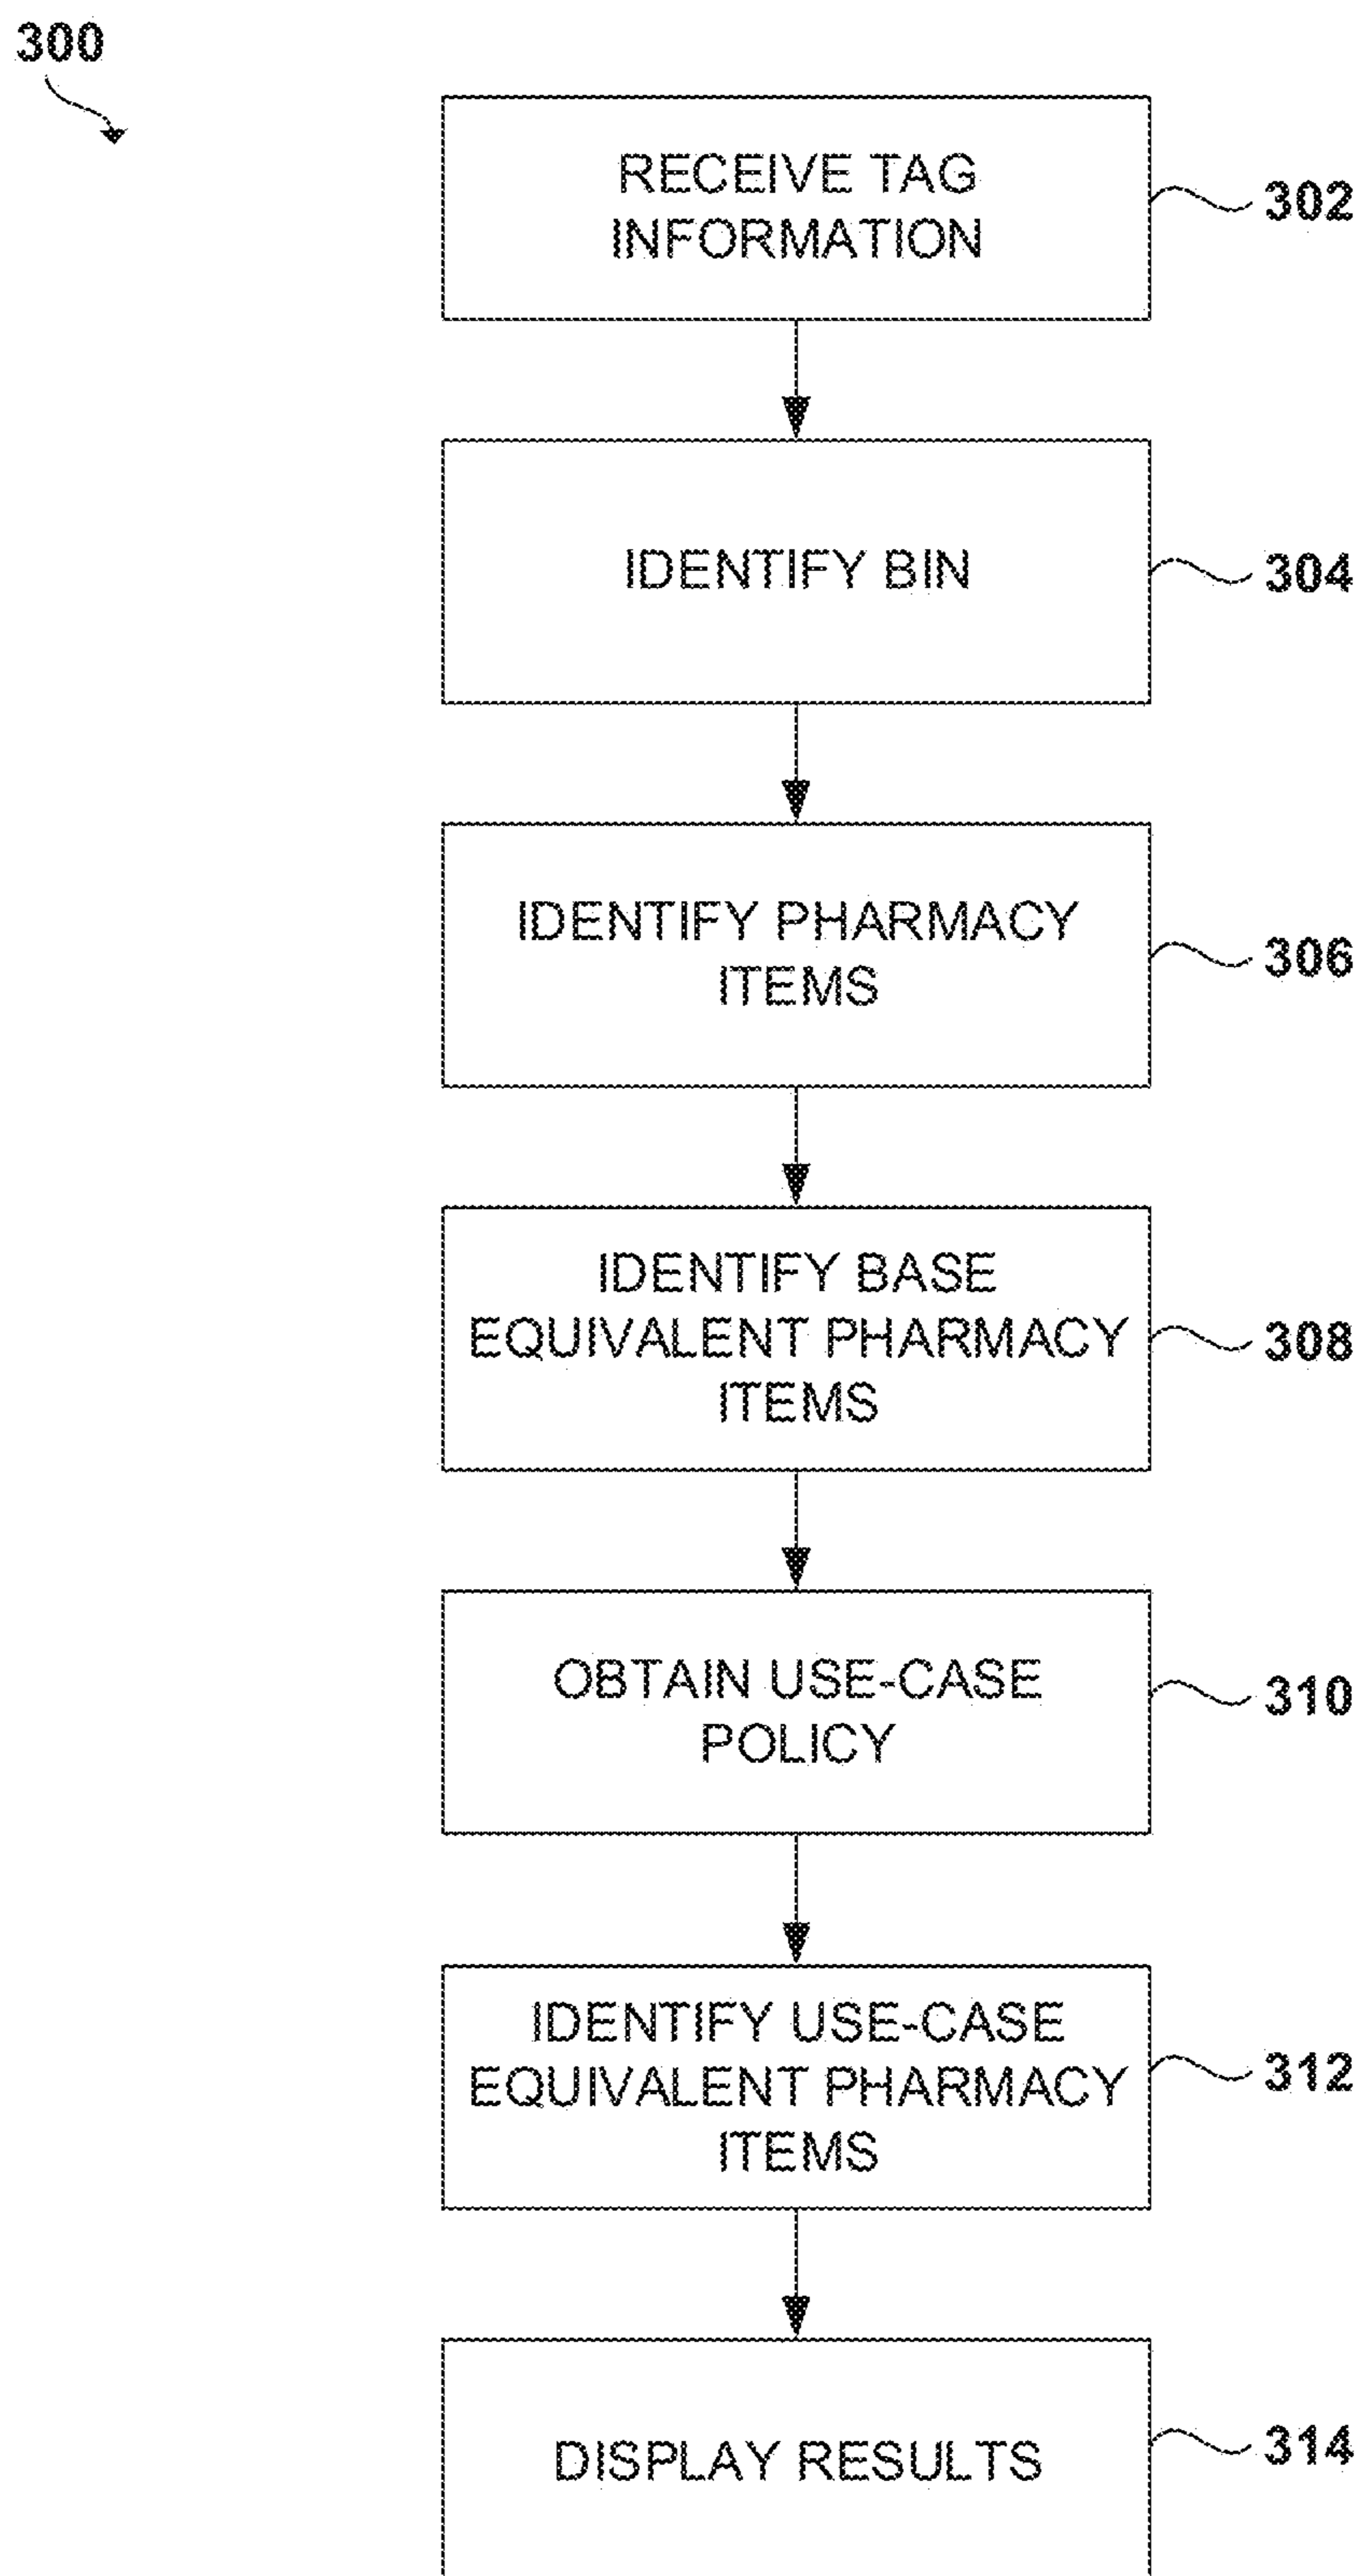 300
RECEIVE TAG
INFORMATION
302
IDENTIFY BIN
304
IDENTIFY PHARMACY
ITEMS
306
IDENTIFY BASE
EQUIVALENT PHARMACY
ITEMS
308
OBTAIN USE-CASE
POLICY
310
IDENTIFY USE-CASE
EQUIVALENT PHARMACY
ITEMS
312
DISPLAY RESULTS
314